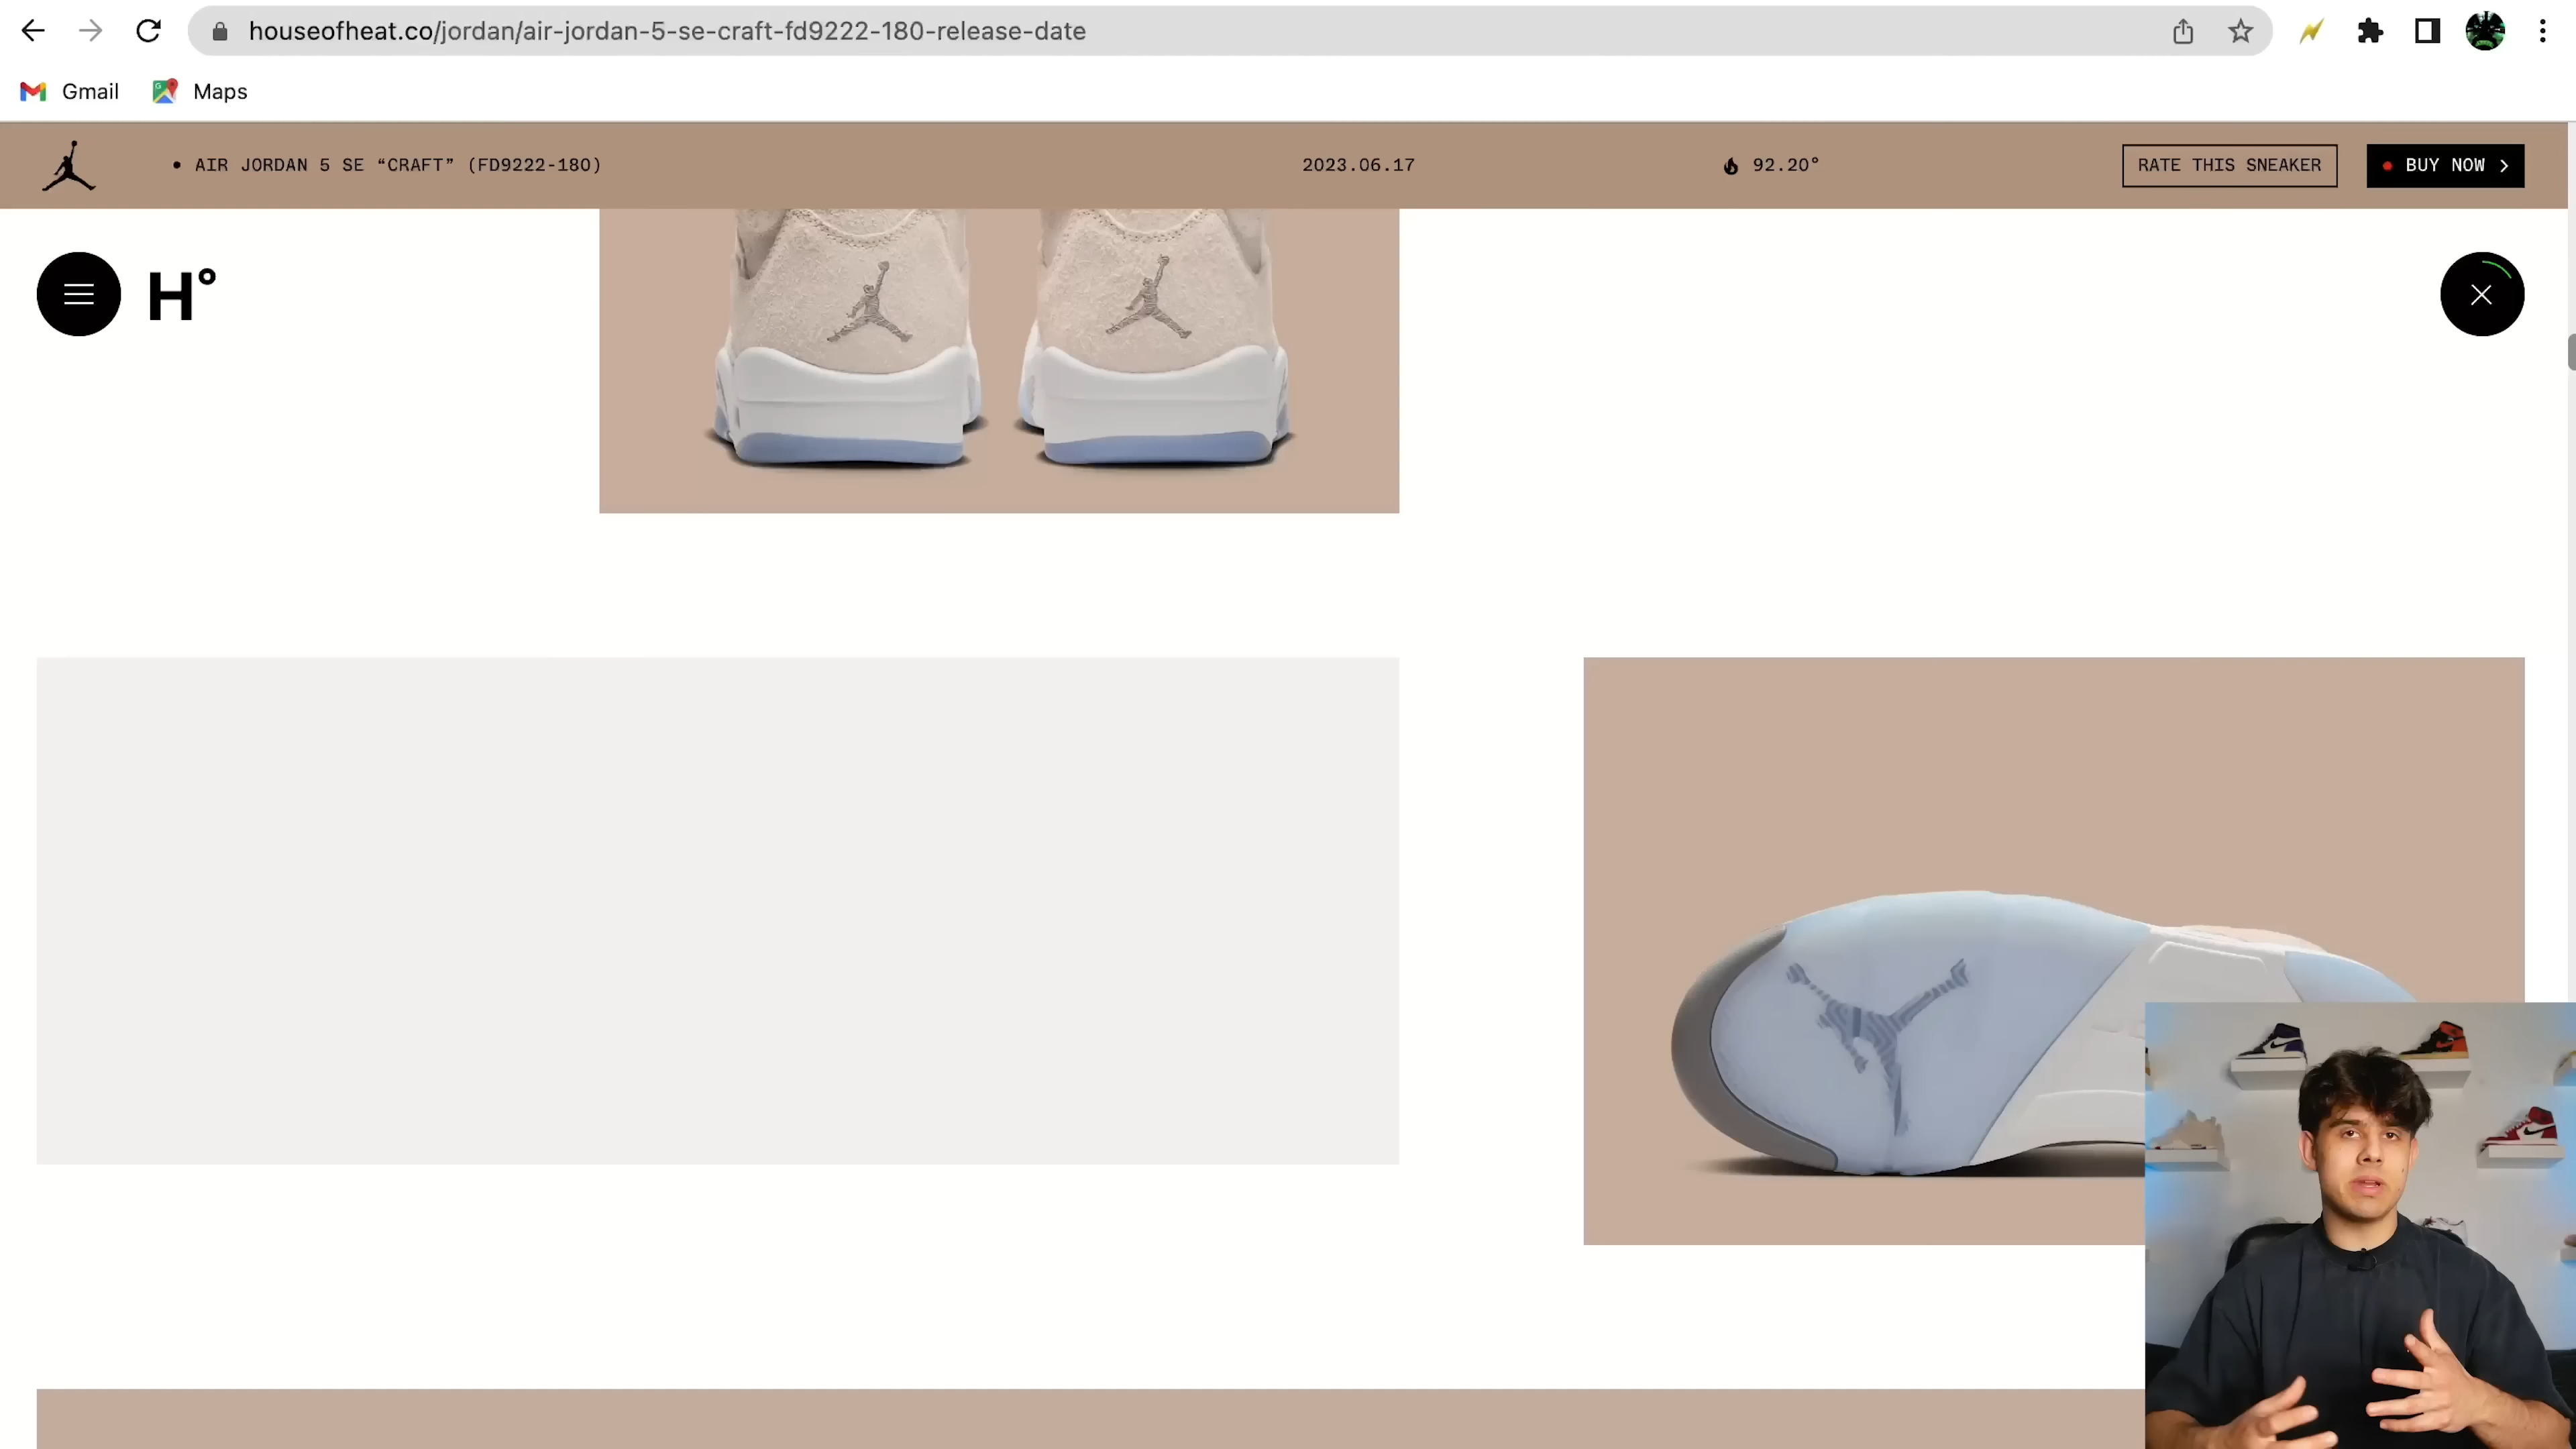 houseofheat.co/jordan/air-jordan-5-se-craft-fd9222-180-release-date
Gmail Maps
• AIR JORDAN 5 SE “CRAFT” (FD9222-180) 2023.06.17 92.20° RATE THIS SNEAKER BUY NOW >
H°